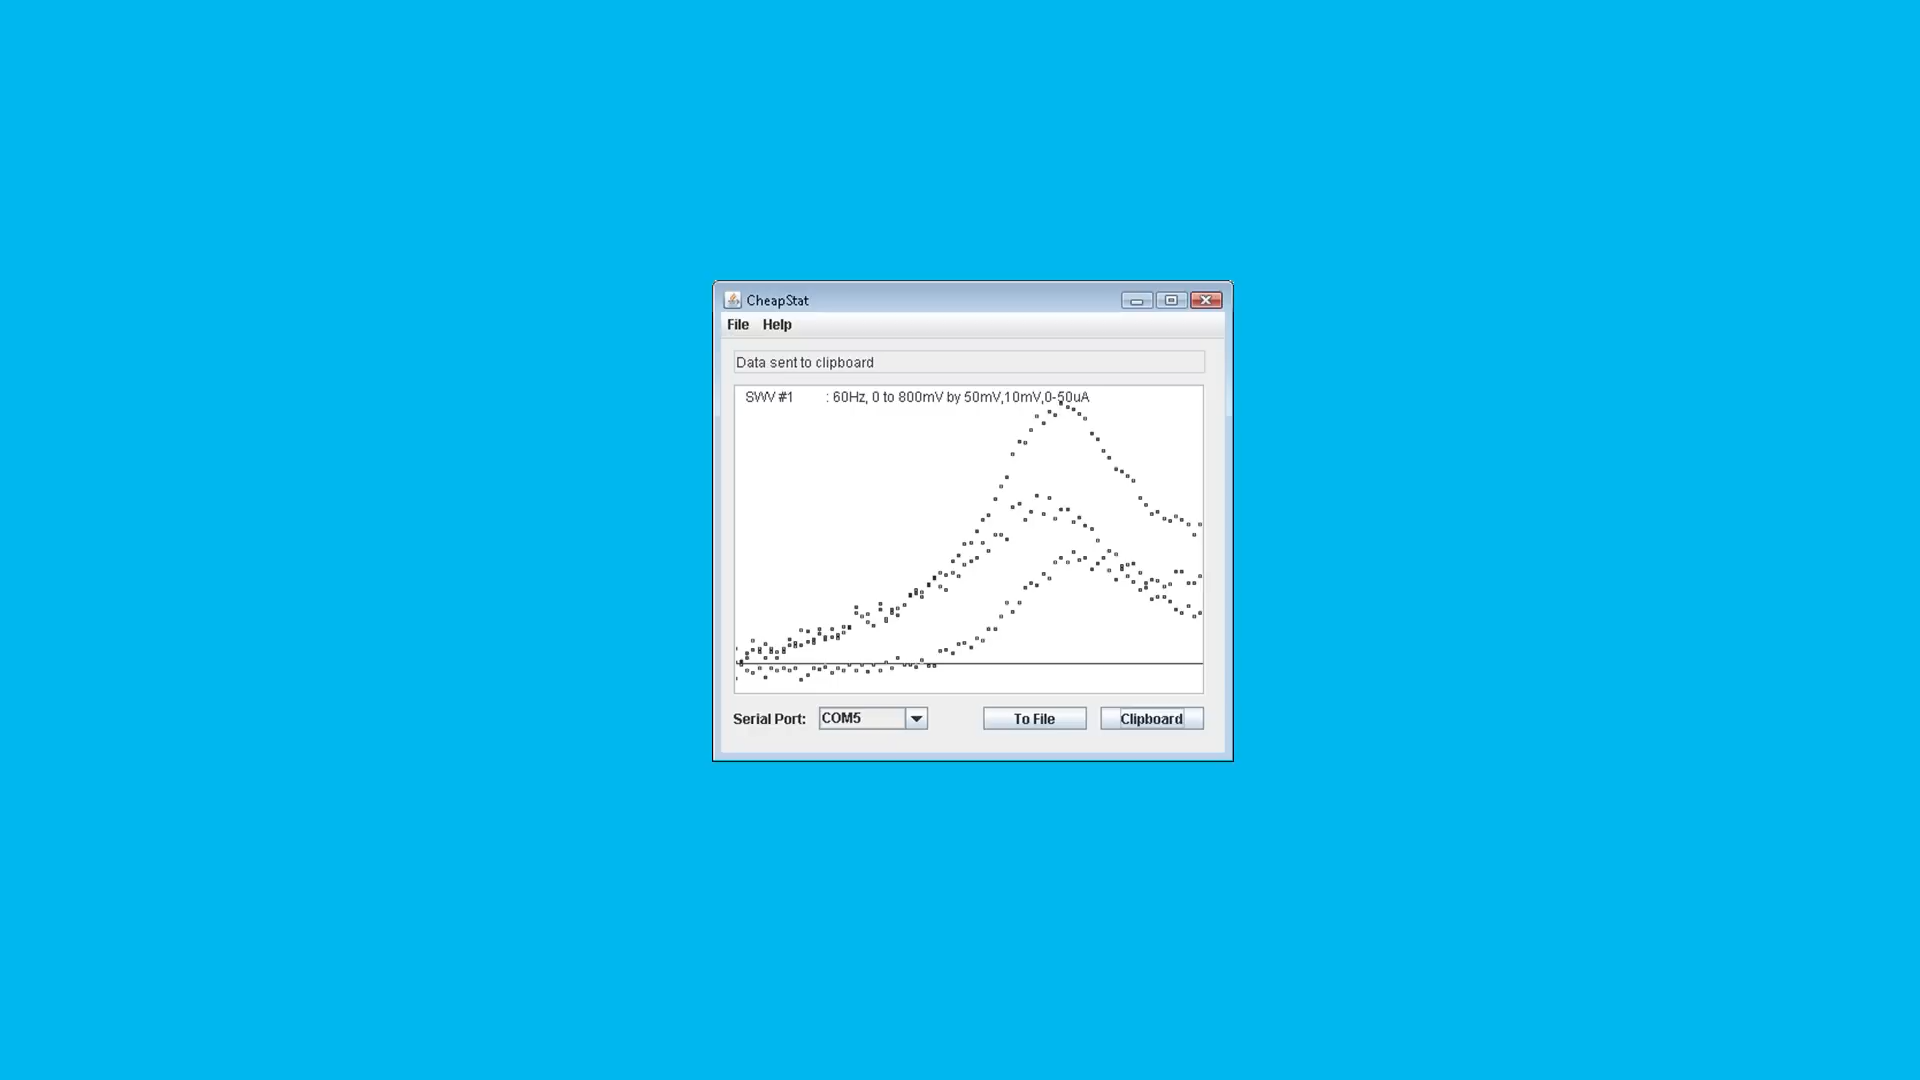 CheapStat
File Help
Data sent to clipboard
SWV #1 : 60Hz, 0 to 800mV by 50mV,10mV,0-50uA
Serial Port: COM5 To File Clipboard